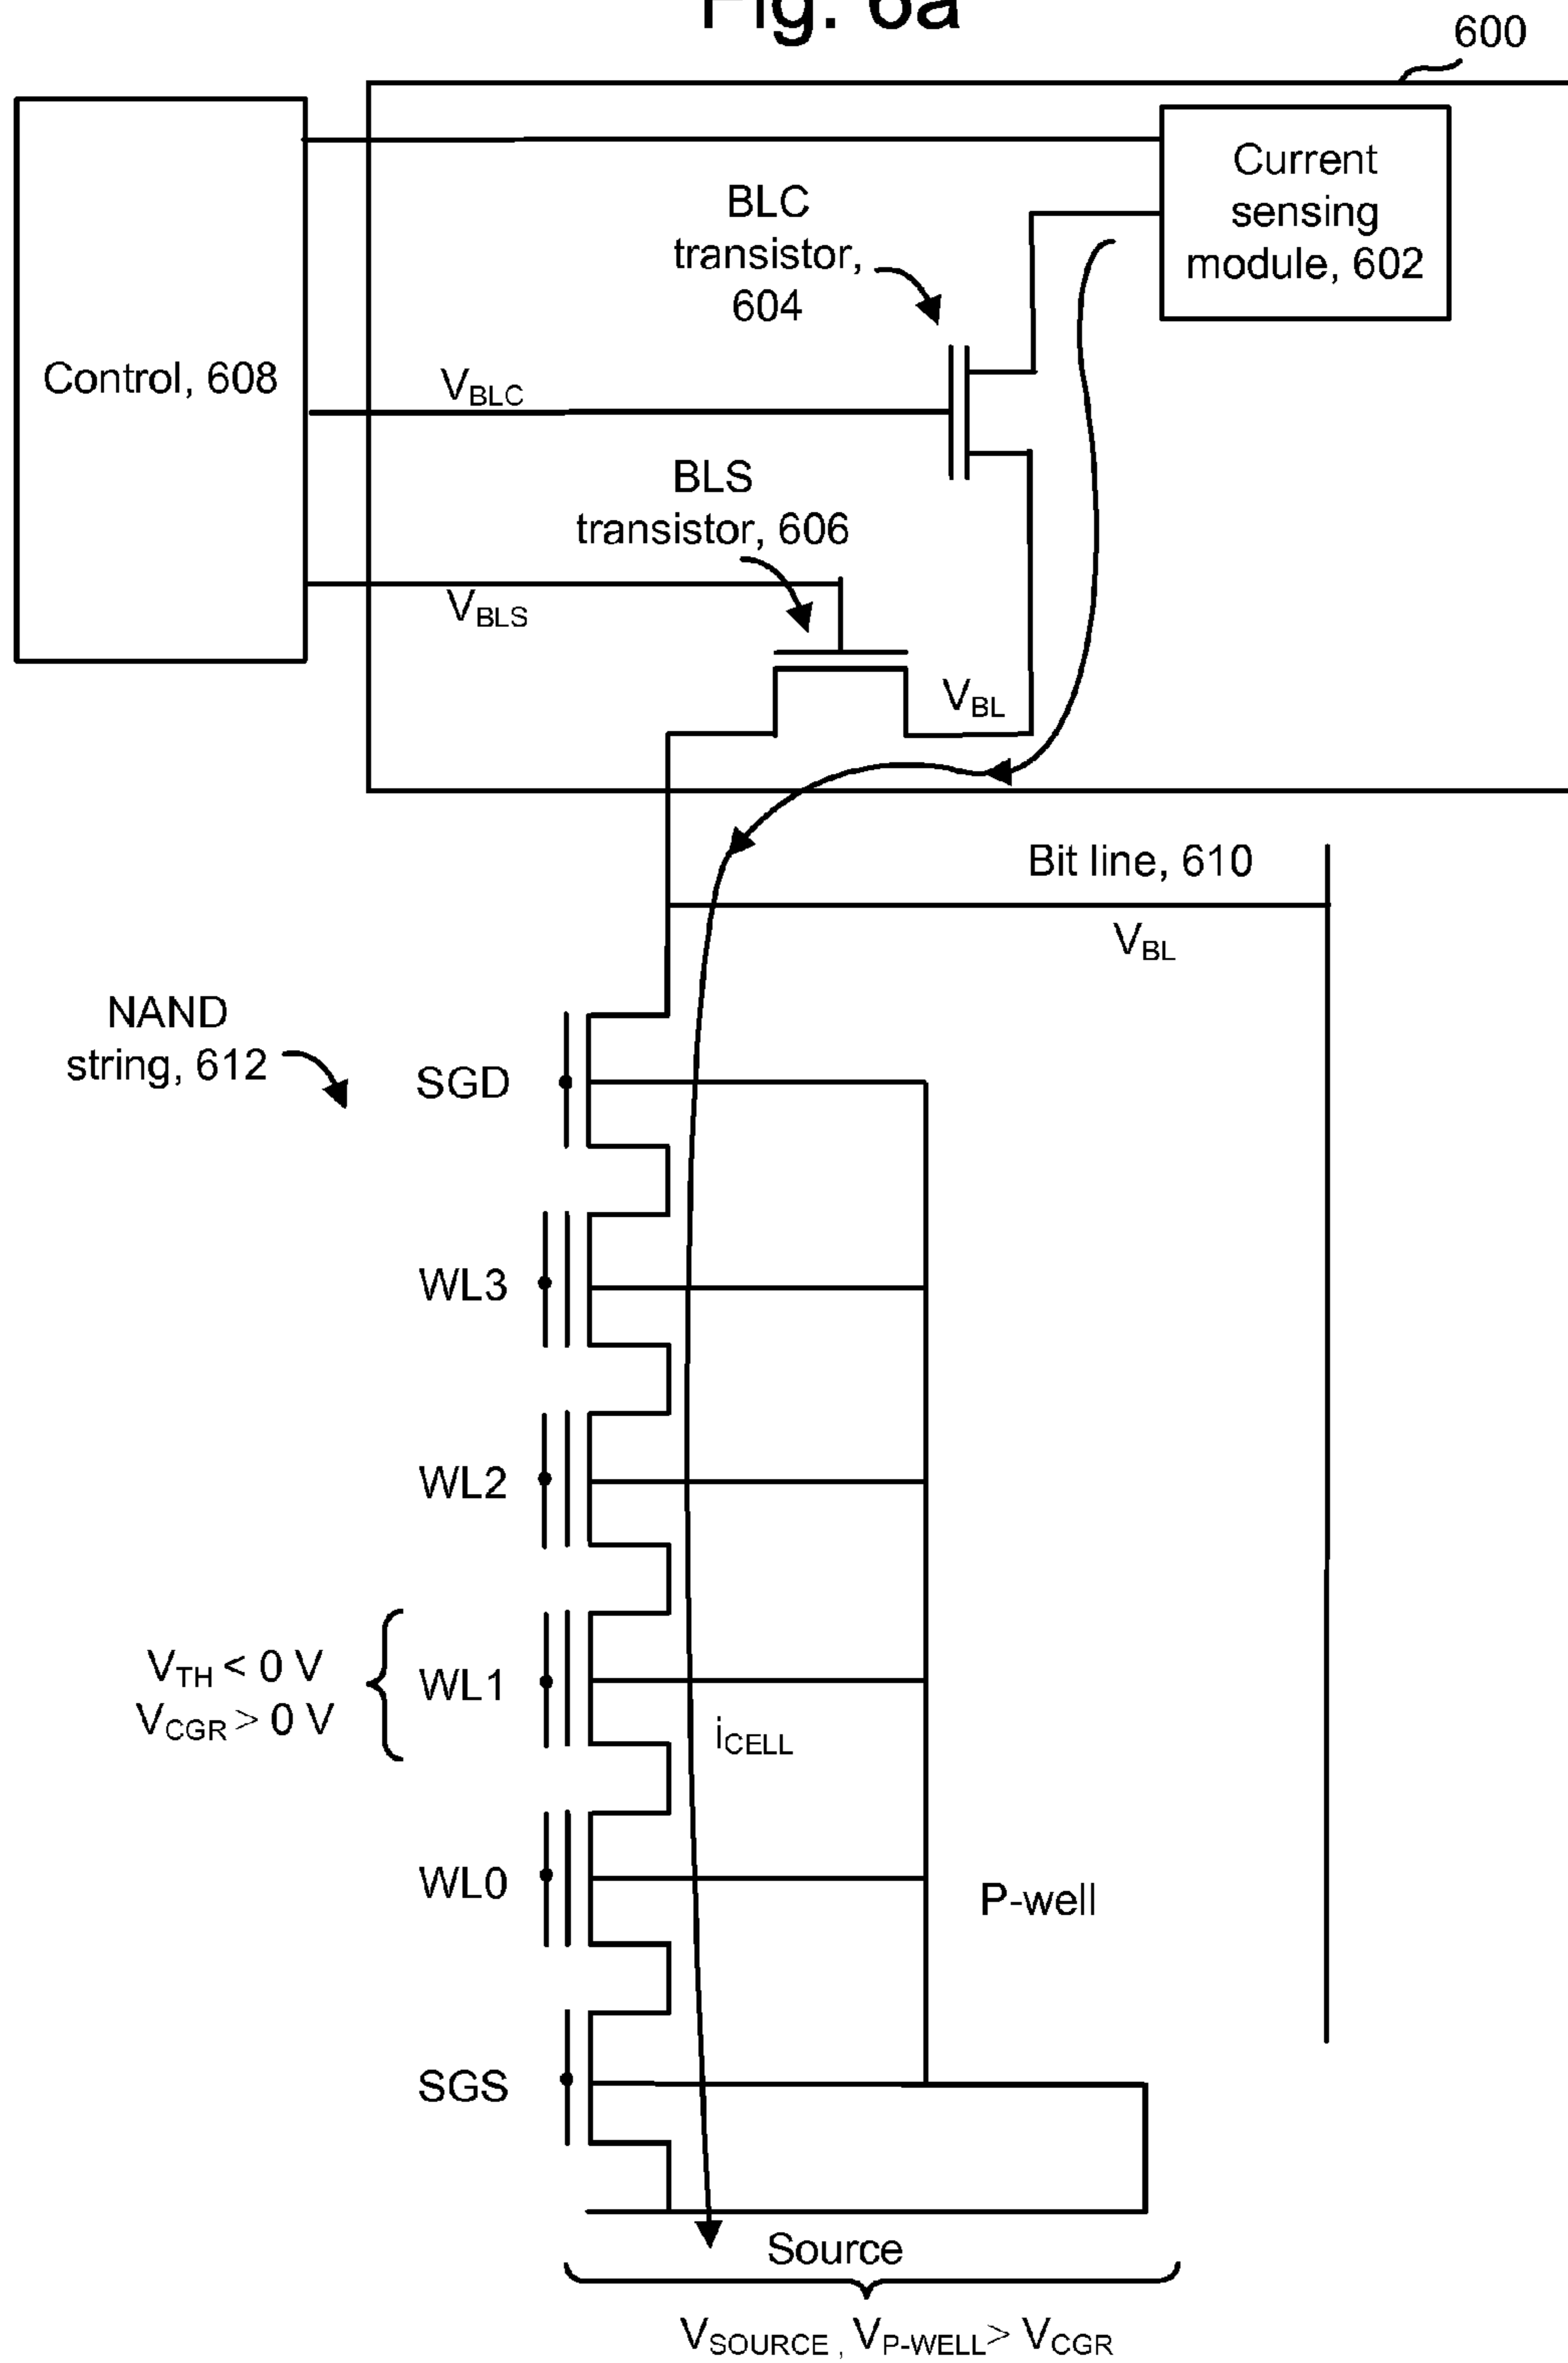 Fig. 6a
600
Control, 608
Current
sensing
module, 602
BLC
transistor,
604
VBLC
BLS
transistor, 606
VBLS
VBL
Bit line, 610
VBL
NAND
string, 612
SGD
WL3
WL2
VTH < 0 V
VCGR > 0 V
WL1
iCELL
WL0
P-well
SGS
Source
VSOURCE , VP-WELL > VCGR